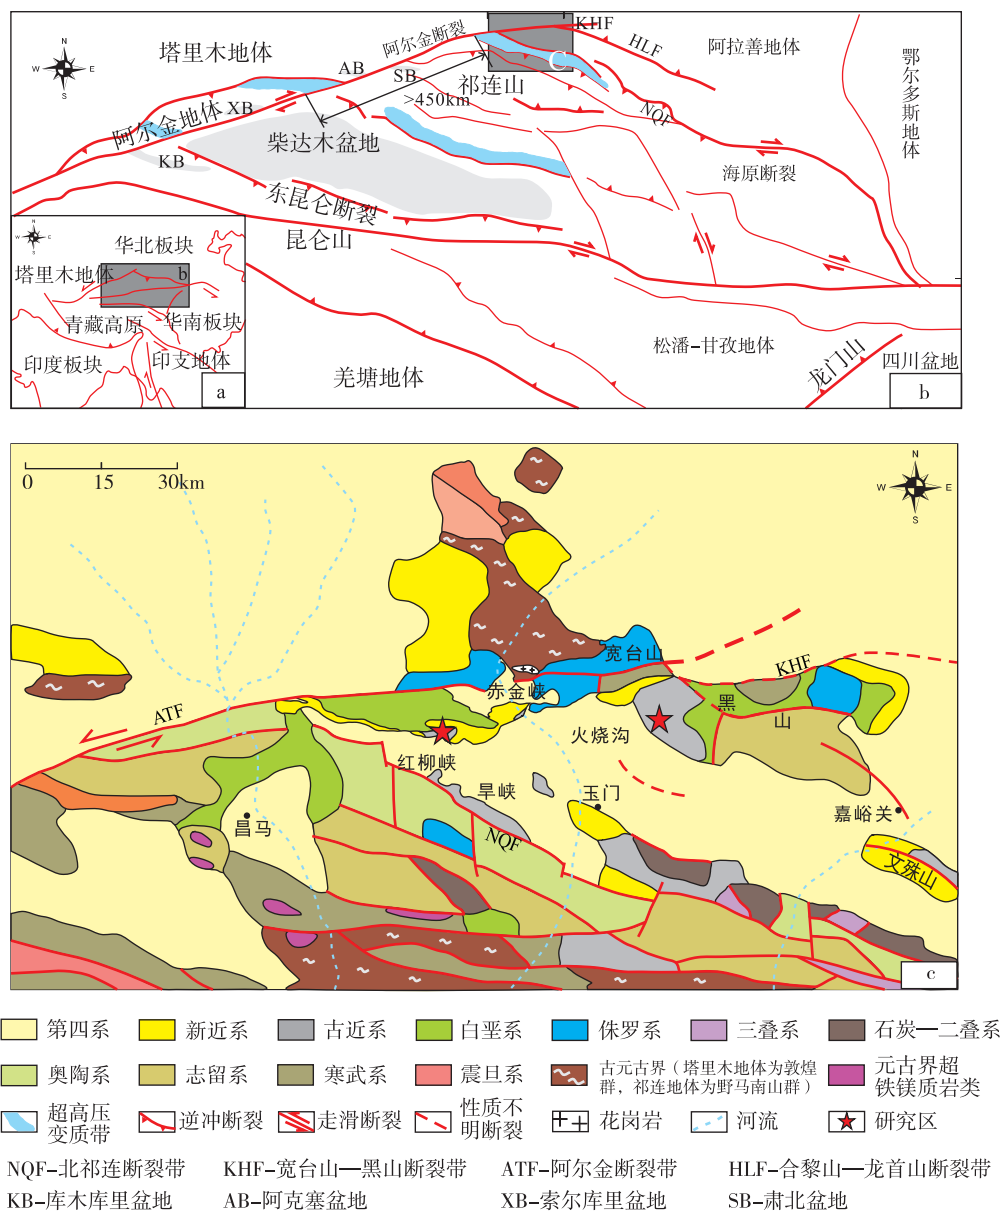 塔里木地体
阿尔金断裂
KHF
HLF
阿拉善地体
鄂尔多斯地体
N
W
E
S
AB
SB
C
祁连山
>450km
NQF
阿尔金地体
XB
柴达木盆地
KB
海原断裂
东昆仑断裂
昆仑山
N
W
E
S
华北板块
塔里木地体
b
青藏高原
华南板块
印度板块
印支地体
a
羌塘地体
松潘–甘孜地体
龙门山
四川盆地
b
0
15
30km
N
W
E
S
宽台山
KHF
赤金峡
黑
山
ATF
火烧沟
红柳峡
旱峡
玉门
嘉峪关
昌马
NQF
文殊山
c
第四系
新近系
古近系
白垩系
侏罗系
三叠系
石炭—二叠系
奥陶系
志留系
寒武系
震旦系
古元古界（塔里木地体为敦煌
群，祁连地体为野马南山群）
元古界超
铁镁质岩类
超高压
变质带
逆冲断裂
走滑断裂
性质不
明断裂
花岗岩
河流
研究区
NQF–北祁连断裂带
KHF–宽台山—黑山断裂带
ATF–阿尔金断裂带
HLF–合黎山—龙首山断裂带
KB–库木库里盆地
AB–阿克塞盆地
XB–索尔库里盆地
SB–肃北盆地